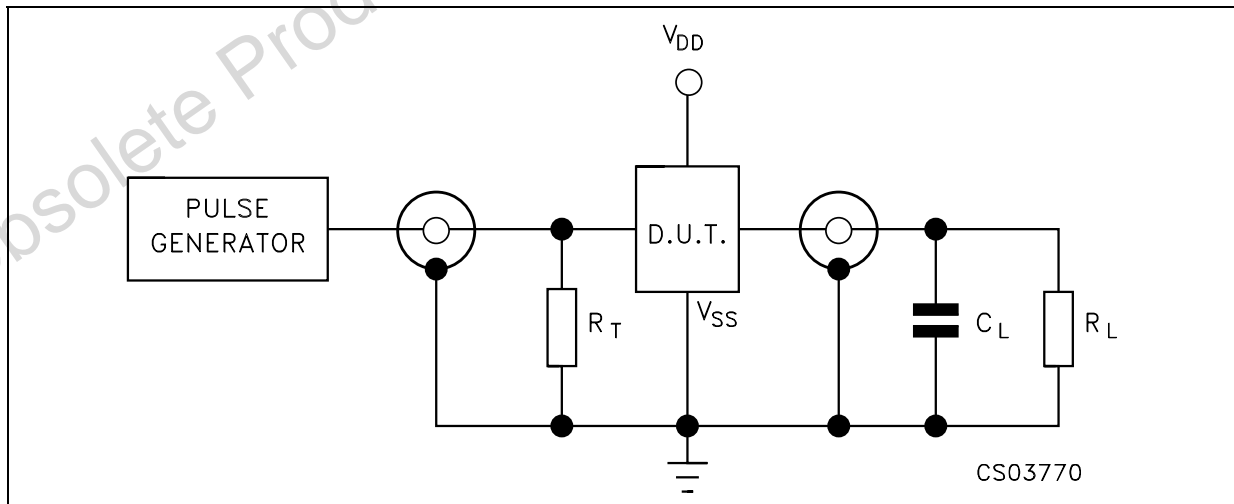 Obsolete Prod
V_DD
PULSE
GENERATOR
D.U.T.
V_SS
R_T
C_L
R_L
CS03770